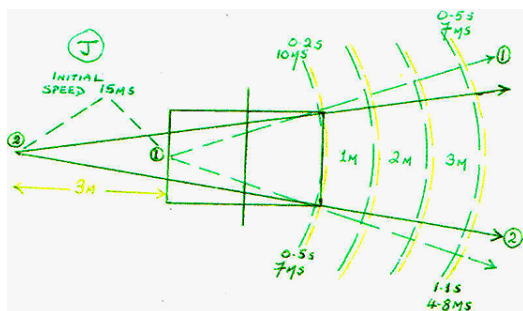 J
INITIAL
SPEED 15MS
0.2S
10MS
0.5S
7MS
①
②
①
1M
2M
3M
3M
②
0.5S
7MS
1.1S
4.8MS